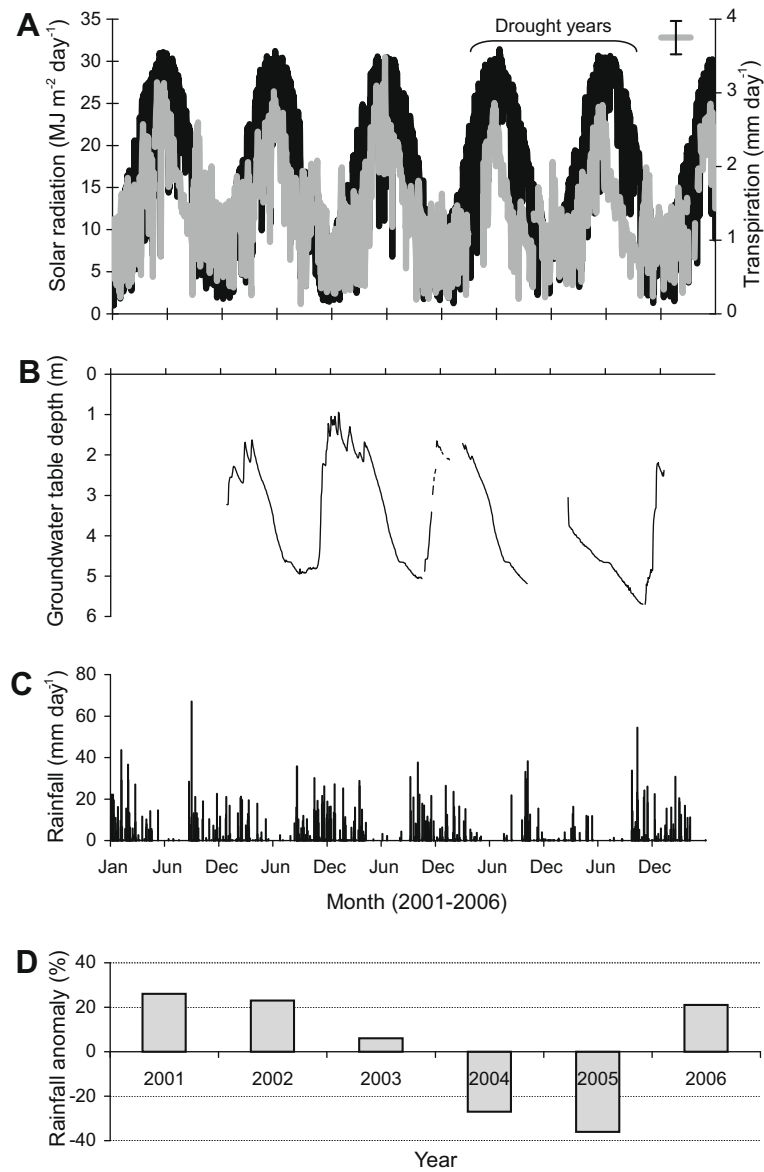 A
Drought years
Solar radiation (MJ m-2 day-1)
35
30
25
20
15
10
5
0
4
3
2
1
0
Transpiration (mm day-1)
B
Groundwater table depth (m)
0
1
2
3
4
5
6
C
Rainfall (mm day-1)
80
60
40
20
0
Jan Jun Dec Jun Dec Jun Dec Jun Dec Jun Dec
Month (2001-2006)
D
Rainfall anomaly (%)
40
20
0
-20
-40
2001 2002 2003 2004 2005 2006
Year